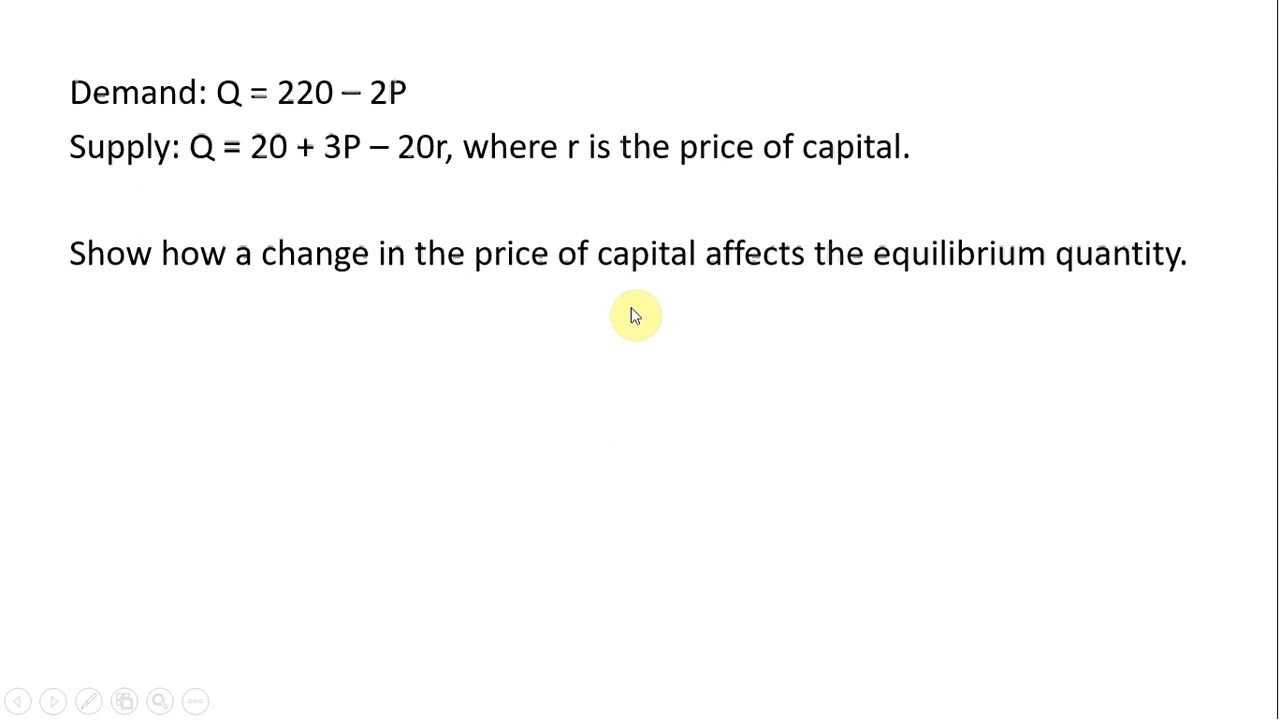 Demand: Q = 220 – 2P
Supply: Q = 20 + 3P – 20r, where r is the price of capital.
Show how a change in the price of capital affects the equilibrium quantity.